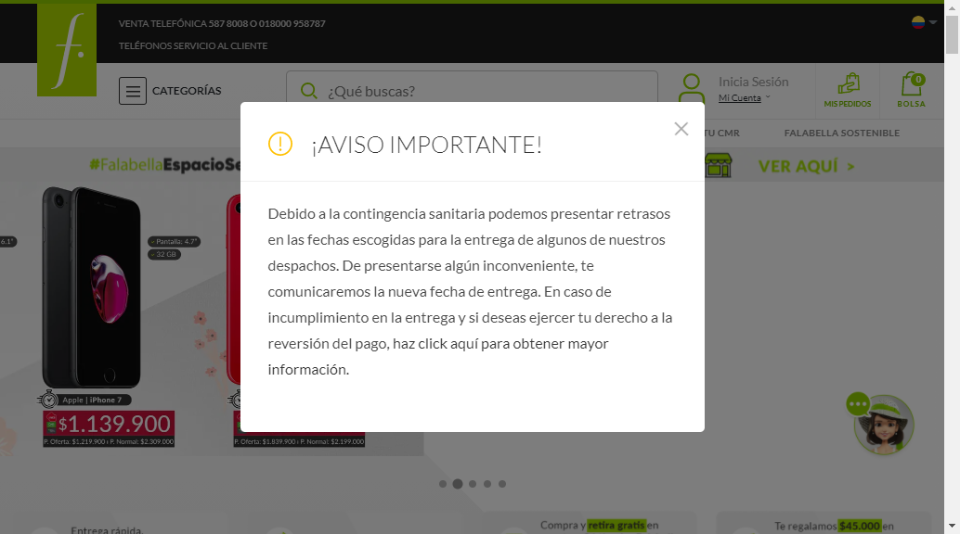 VENTA TELEFÓNICA 587 8008 O 018000 958787
TELÉFONOS SERVICIO AL CLIENTE
f.
CATEGORÍAS
¿Qué buscas?
Inicia Sesión
Mi Cuenta
MIS PEDIDOS
0
BOLSA
TU CMR
FALABELLA SOSTENIBLE
#FalabellaEspacioSe
VER AQUÍ >
¡AVISO IMPORTANTE!
Debido a la contingencia sanitaria podemos presentar retrasos
en las fechas escogidas para la entrega de algunos de nuestros
despachos. De presentarse algún inconveniente, te
comunicaremos la nueva fecha de entrega. En caso de
incumplimiento en la entrega y si deseas ejercer tu derecho a la
reversión del pago, haz click aquí para obtener mayor
información.
6.1"
Pantalla: 4.7"
32 GB
Apple | iPhone 7
$1.139.900
P. Oferta: $1.219.900 · P. Normal: $2.309.000
P. Oferta: $1.839.900 · P. Normal: $2.199.000
Entrega rápida,
Compra y retira gratis en
Te regalamos $45.000 en